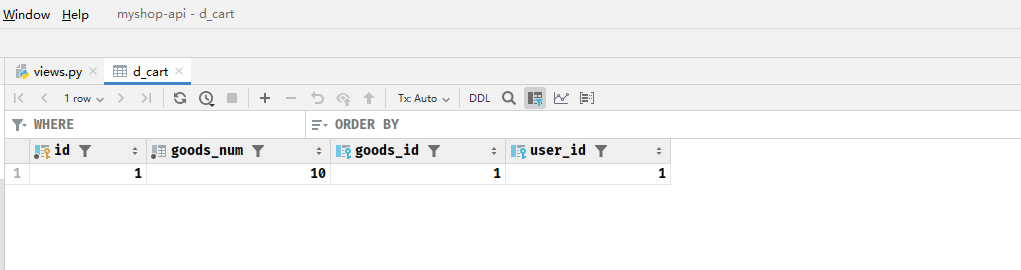 Window Help myshop-api - d_cart
views.py d_cart
1 row Tx: Auto DDL
WHERE ORDER BY
id goods_num goods_id user_id
1 1 10 1 1